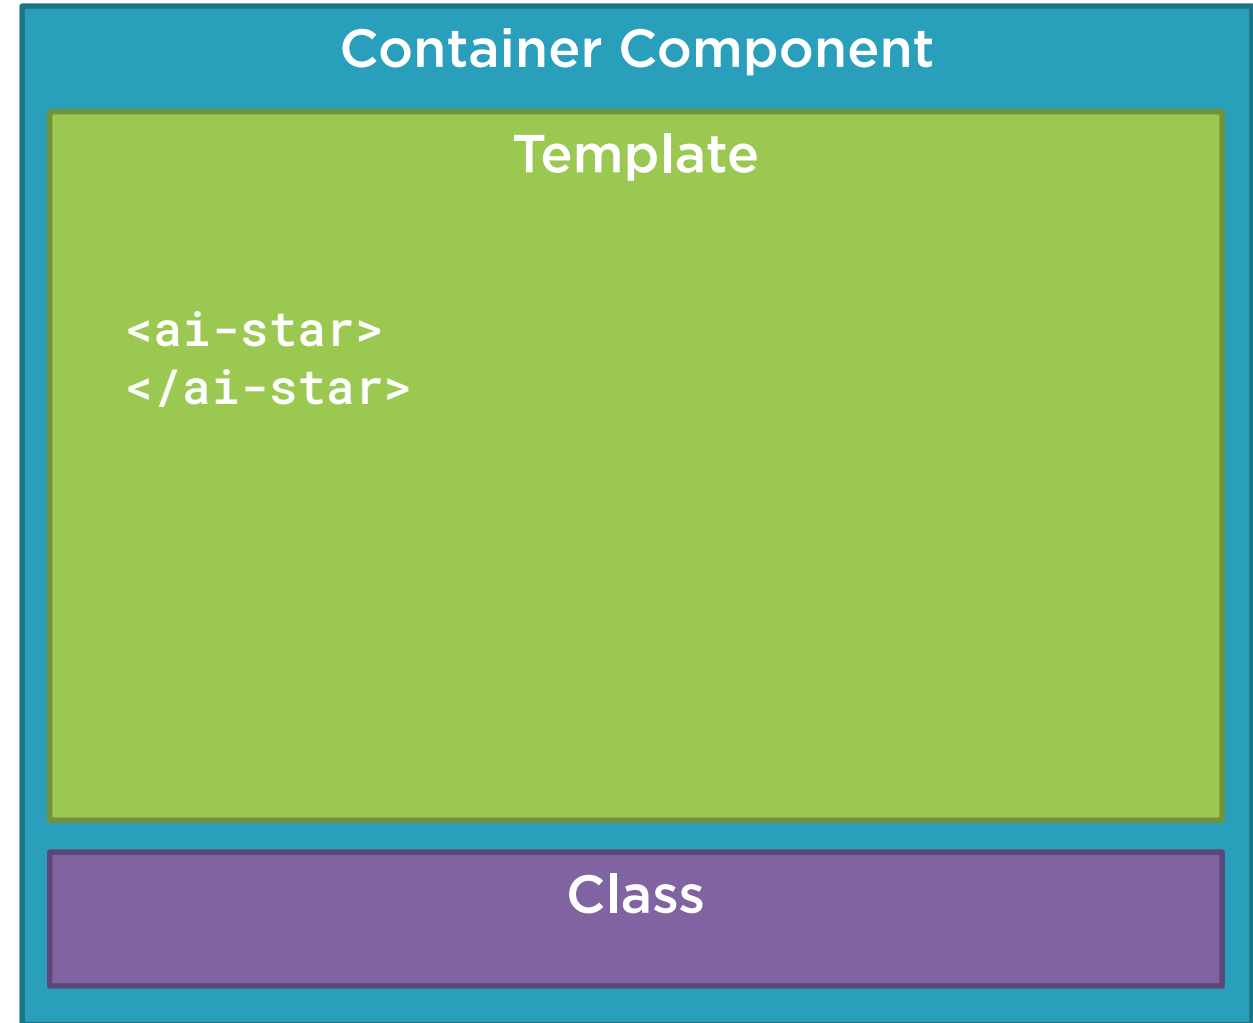 Container Component
Template
<ai-star>
</ai-star>
Class